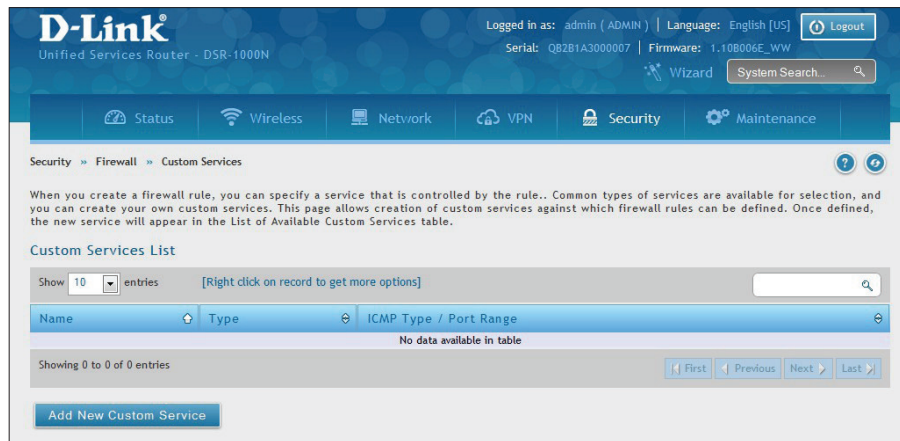 D-Link
Unified Services Router - DSR-1000N
Logged in as: admin ( ADMIN ) | Language: English [US]
Logout
Serial: QB2B1A3000007 | Firmware: 1.10B006E_WW
Wizard
System Search...
Status
Wireless
Network
VPN
Security
Maintenance
Security » Firewall » Custom Services
When you create a firewall rule, you can specify a service that is controlled by the rule.. Common types of services are available for selection, and
you can create your own custom services. This page allows creation of custom services against which firewall rules can be defined. Once defined,
the new service will appear in the List of Available Custom Services table.
Custom Services List
Show 10 entries [Right click on record to get more options]
Name Type ICMP Type / Port Range
No data available in table
Showing 0 to 0 of 0 entries
First Previous Next Last
Add New Custom Service